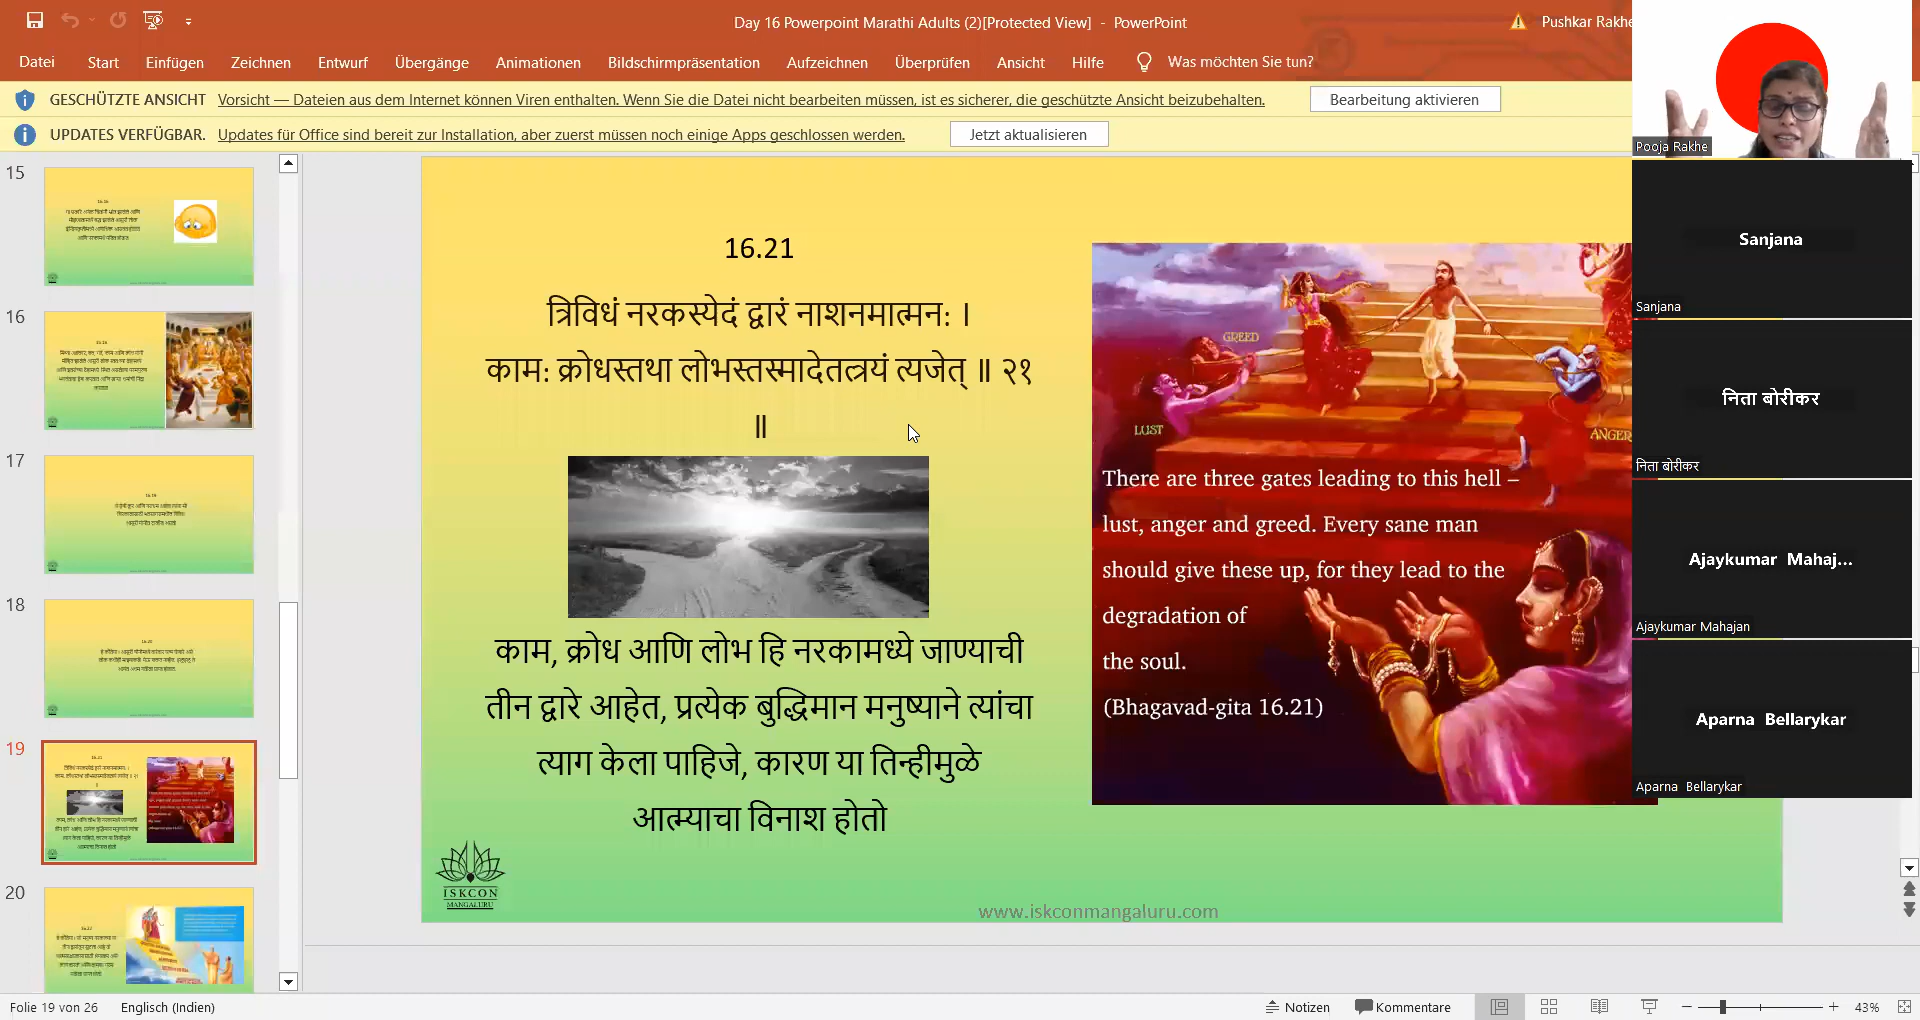 Day 16 Powerpoint Marathi Adults (2)[Protected View] - PowerPoint
Pushkar Rakhe
Datei Start Einfügen Zeichnen Entwurf Übergänge Animationen Bildschirmpräsentation Aufzeichnen Überprüfen Ansicht Hilfe Was möchten Sie tun?
GESCHÜTZTE ANSICHT Vorsicht — Dateien aus dem Internet können Viren enthalten. Wenn Sie die Datei nicht bearbeiten müssen, ist es sicherer, die geschützte Ansicht beizubehalten. Bearbeitung aktivieren
UPDATES VERFÜGBAR. Updates für Office sind bereit zur Installation, aber zuerst müssen noch einige Apps geschlossen werden. Jetzt aktualisieren
15
16
17
18
19
20
16.21
त्रिविधं नरकस्येदं द्वारं नाशनमात्मन: ।
काम: क्रोधस्तथा लोभस्तस्मादेतत्त्रयं त्यजेत् ॥ २१
॥
काम, क्रोध आणि लोभ हि नरकामध्ये जाण्याची
तीन द्वारे आहेत, प्रत्येक बुद्धिमान मनुष्याने त्यांचा
त्याग केला पाहिजे, कारण या तिन्हीमुळे
आत्म्याचा विनाश होतो
ISKCON
MANGALURU
www.iskconmangaluru.com
GREED
LUST
ANGER
There are three gates leading to this hell –
lust, anger and greed. Every sane man
should give these up, for they lead to the
degradation of
the soul.
(Bhagavad-gita 16.21)
Pooja Rakhe
Sanjana
Sanjana
निता बोरीकर
निता बोरीकर
Ajaykumar Mahaj...
Ajaykumar Mahajan
Aparna Bellarykar
Aparna Bellarykar
Folie 19 von 26 Englisch (Indien) Notizen Kommentare 43%